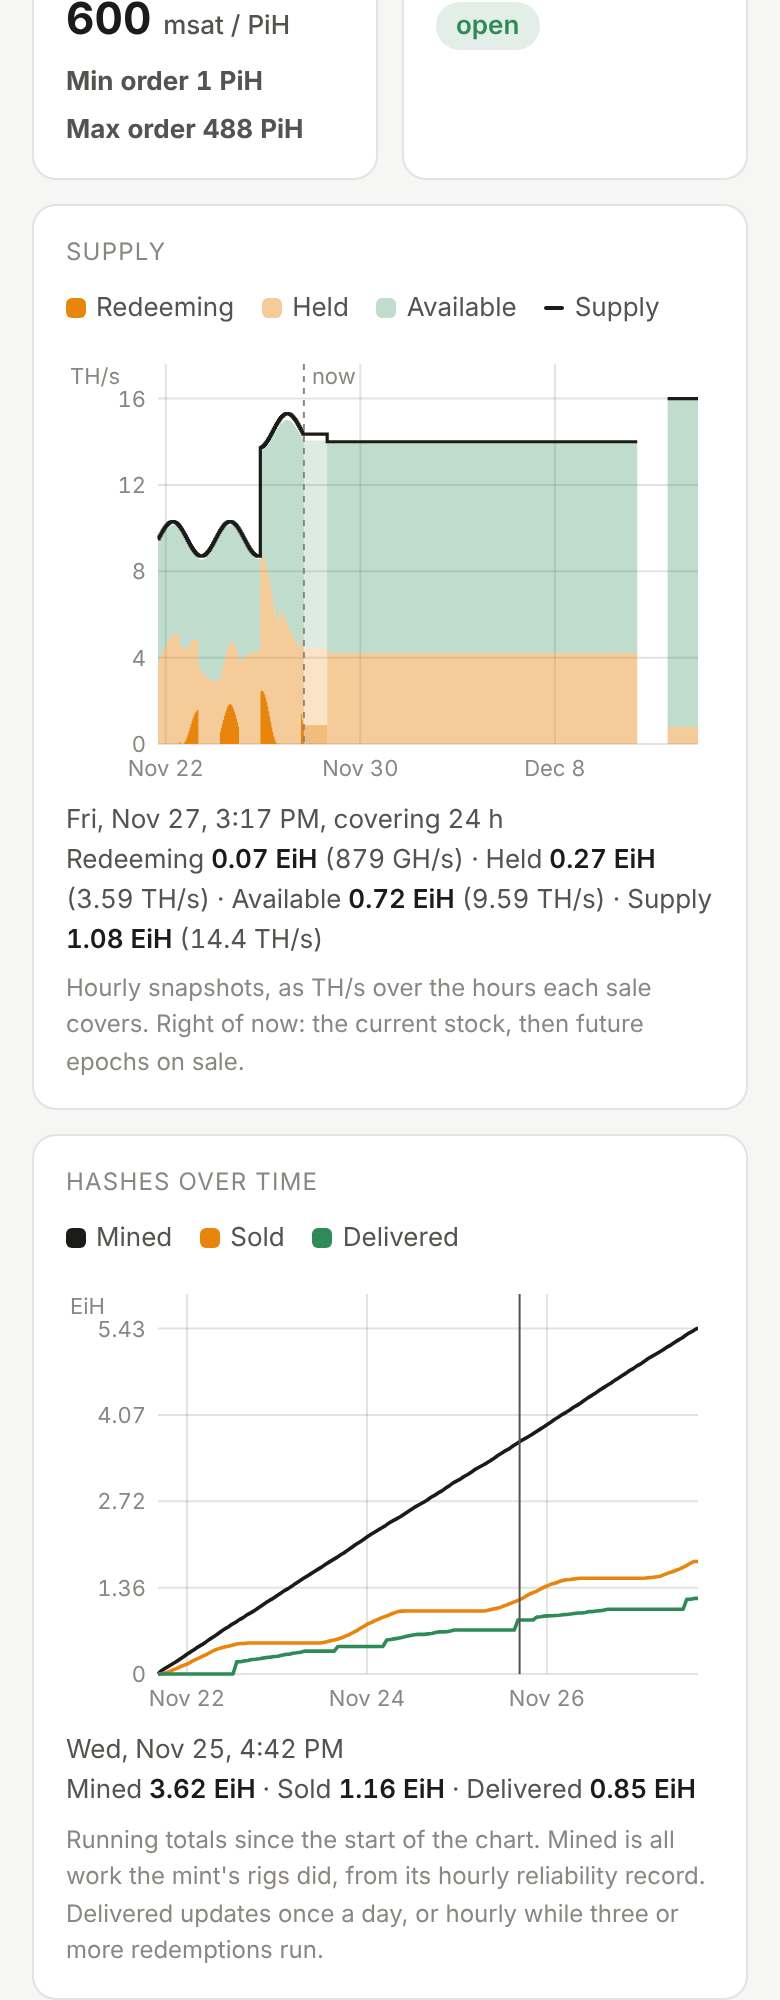 600 msat / PiH
open
Min order 1 PiH
Max order 488 PiH
SUPPLY
Redeeming Held Available Supply
TH/s
now
16
12
8
4
0
Nov 22 Nov 30 Dec 8
Fri, Nov 27, 3:17 PM, covering 24 h
Redeeming 0.07 EiH (879 GH/s) · Held 0.27 EiH
(3.59 TH/s) · Available 0.72 EiH (9.59 TH/s) · Supply
1.08 EiH (14.4 TH/s)
Hourly snapshots, as TH/s over the hours each sale
covers. Right of now: the current stock, then future
epochs on sale.
HASHES OVER TIME
Mined Sold Delivered
EiH
5.43
4.07
2.72
1.36
0
Nov 22 Nov 24 Nov 26
Wed, Nov 25, 4:42 PM
Mined 3.62 EiH · Sold 1.16 EiH · Delivered 0.85 EiH
Running totals since the start of the chart. Mined is all
work the mint's rigs did, from its hourly reliability record.
Delivered updates once a day, or hourly while three or
more redemptions run.